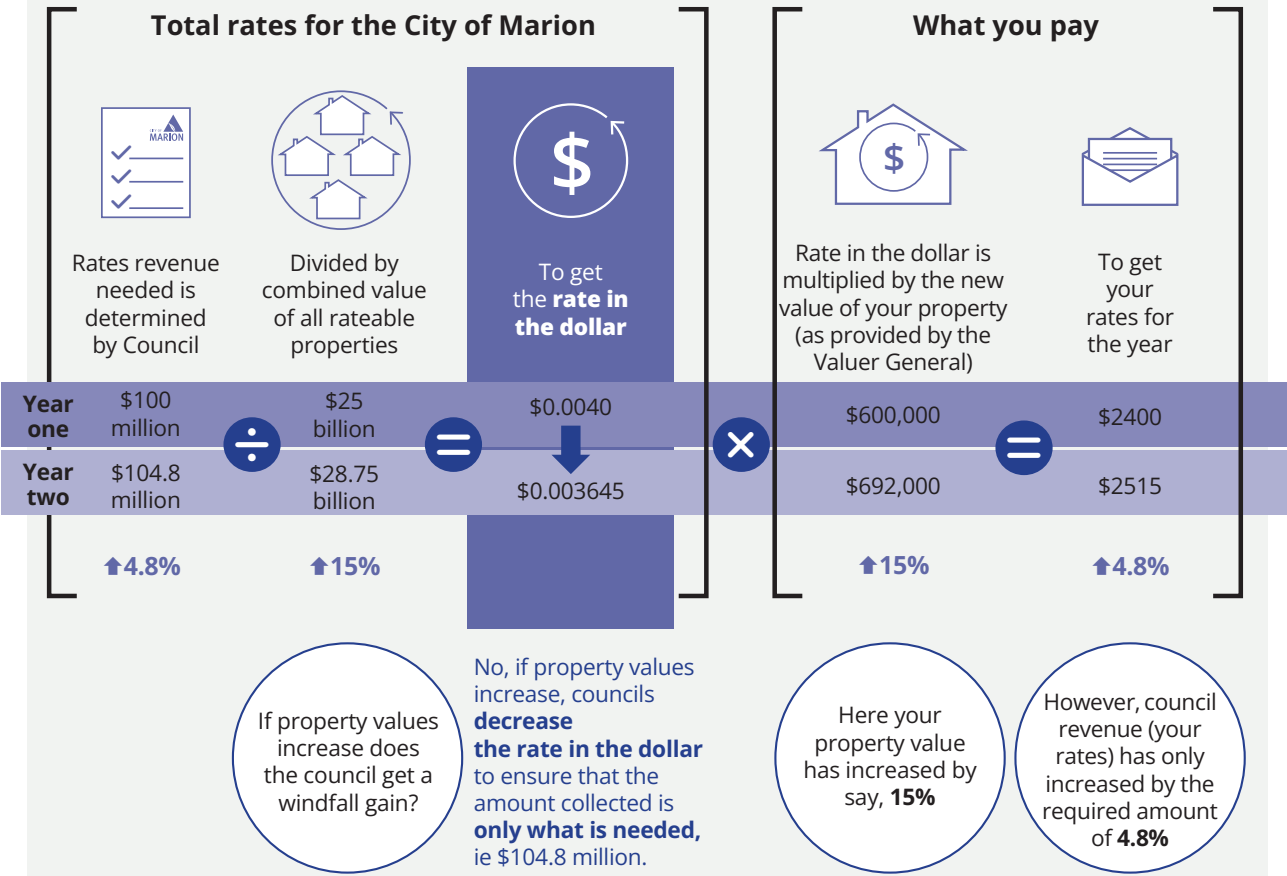 Total rates for the City of Marion
What you pay
CITY OF
MARION
$
$
Rates revenue
needed is
determined
by Council
Divided by
combined value
of all rateable
properties
To get
the rate in
the dollar
Rate in the dollar is
multiplied by the new
value of your property
(as provided by the
Valuer General)
To get
your
rates for
the year
Year
one
$100
million
÷
$25
billion
=
$0.0040
×
$600,000
=
$2400
Year
two
$104.8
million
$28.75
billion
$0.003645
$692,000
$2515
4.8%
15%
15%
4.8%
If property values
increase does
the council get a
windfall gain?
No, if property values
increase, councils
decrease
the rate in the dollar
to ensure that the
amount collected is
only what is needed,
ie $104.8 million.
Here your
property value
has increased by
say, 15%
However, council
revenue (your
rates) has only
increased by the
required amount
of 4.8%